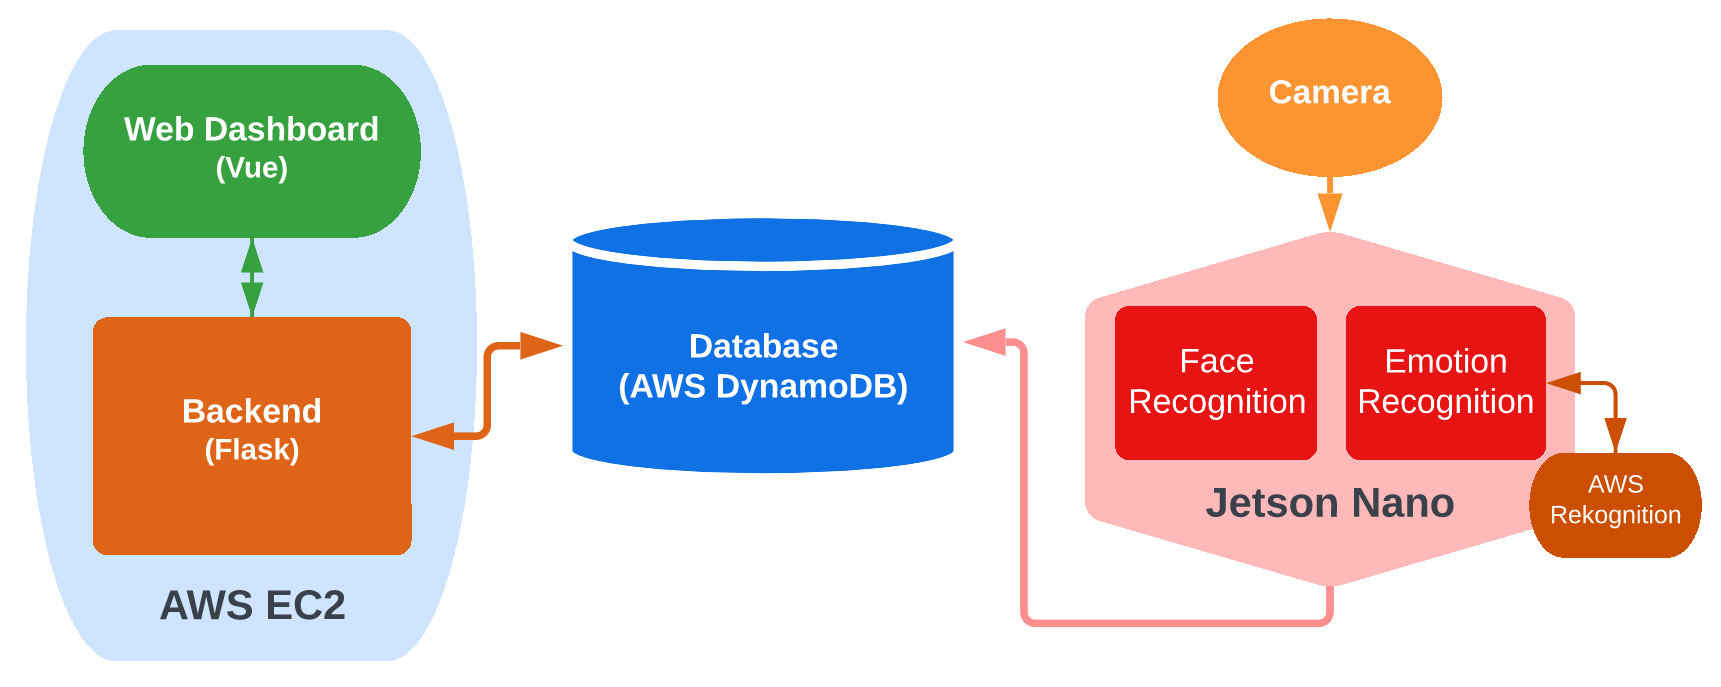 Web Dashboard
(Vue)
Backend
(Flask)
AWS EC2
Database
(AWS DynamoDB)
Camera
Face
Recognition
Emotion
Recognition
Jetson Nano
AWS
Rekognition